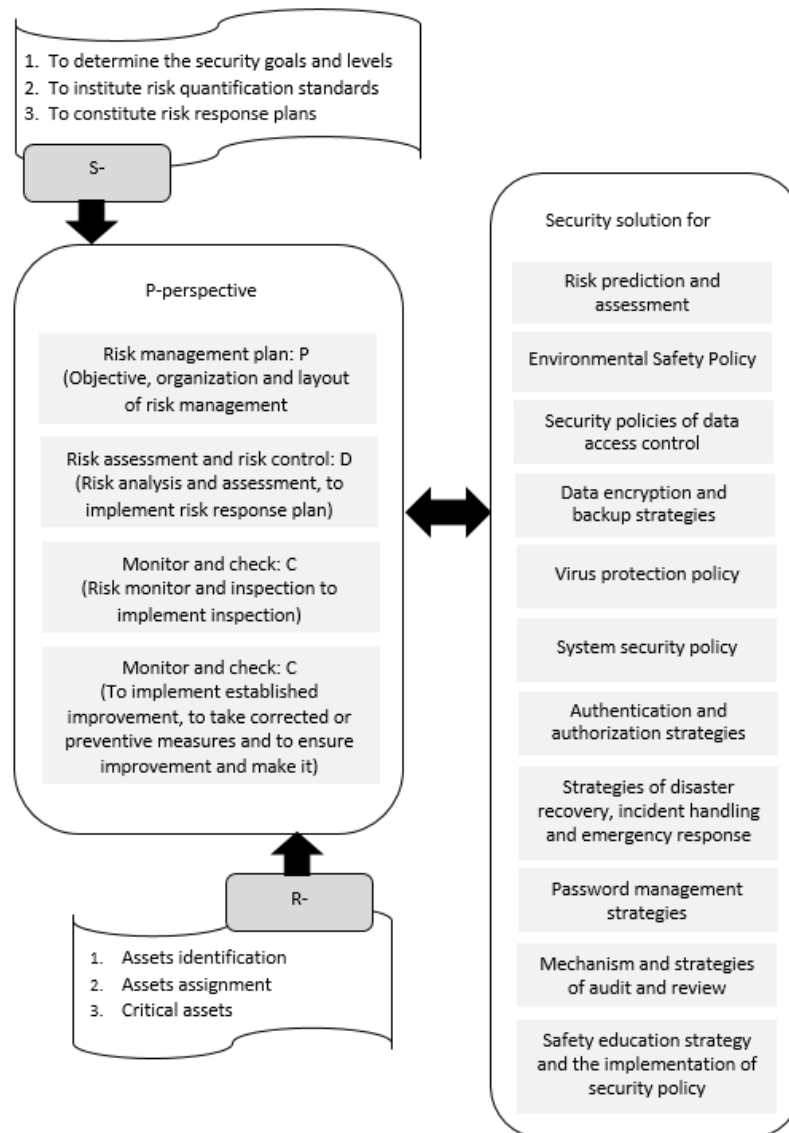 1. To determine the security goals and levels
2. To institute risk quantification standards
3. To constitute risk response plans
S-
P-perspective
Risk management plan: P
(Objective, organization and layout
of risk management
Risk assessment and risk control: D
(Risk analysis and assessment, to
implement risk response plan)
Monitor and check: C
(Risk monitor and inspection to
implement inspection)
Monitor and check: C
(To implement established
improvement, to take corrected or
preventive measures and to ensure
improvement and make it)
R-
1. Assets identification
2. Assets assignment
3. Critical assets
Security solution for
Risk prediction and
assessment
Environmental Safety Policy
Security policies of data
access control
Data encryption and
backup strategies
Virus protection policy
System security policy
Authentication and
authorization strategies
Strategies of disaster
recovery, incident handling
and emergency response
Password management
strategies
Mechanism and strategies
of audit and review
Safety education strategy
and the implementation of
security policy